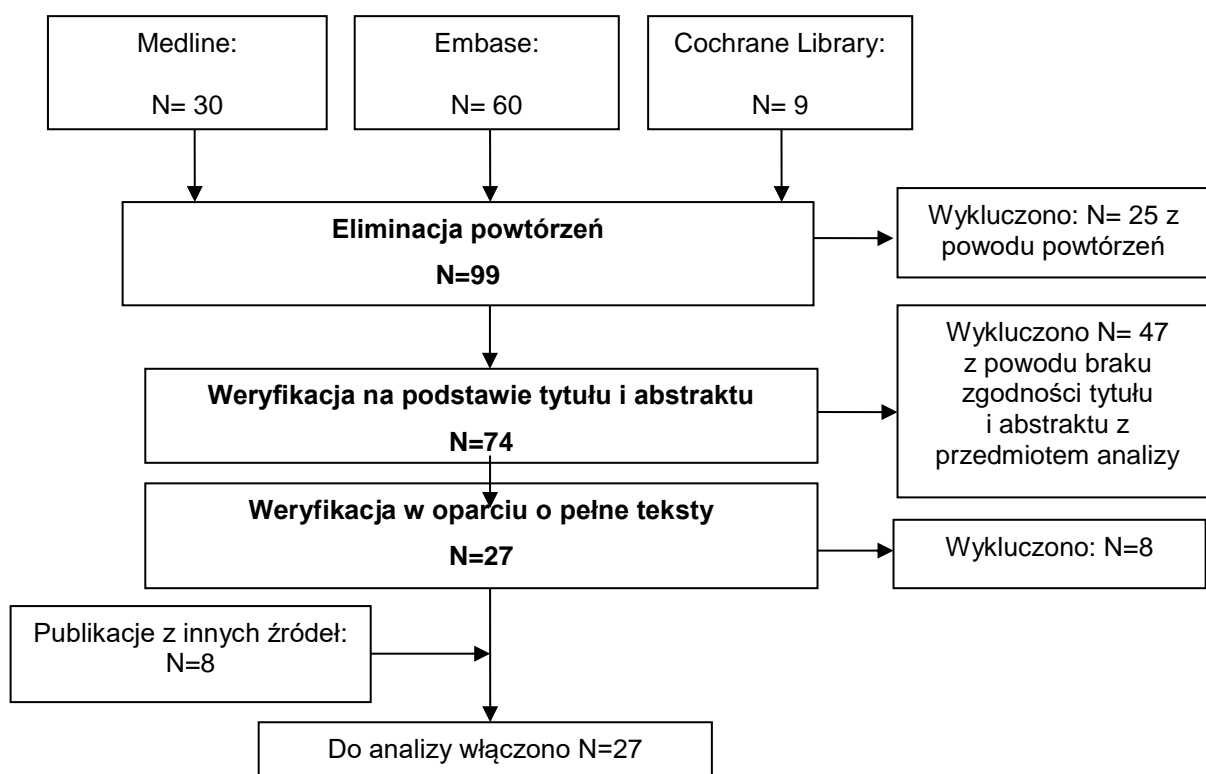 Medline:
N= 30
Embase:
N= 60
Cochrane Library:
N= 9
Eliminacja powtórzeń
N=99
Wykluczono: N= 25 z
powodu powtórzeń
Weryfikacja na podstawie tytułu i abstraktu
N=74
Wykluczono N= 47
z powodu braku
zgodności tytułu
i abstraktu z
przedmiotem analizy
Weryfikacja w oparciu o pełne teksty
N=27
Wykluczono: N=8
Publikacje z innych źródeł:
N=8
Do analizy włączono N=27